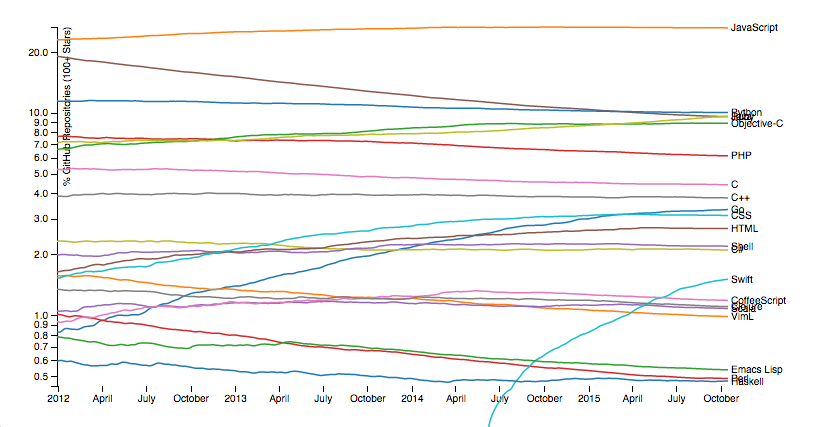 % GitHub Repositories (100+ Stars)
20.0
10.0
9.0
8.0
7.0
6.0
5.0
4.0
3.0
2.0
1.0
0.9
0.8
0.7
0.6
0.5
2012 April July October 2013 April July October 2014 April July October 2015 April July October
JavaScript
Python
Objective-C
PHP
C
C++
CSS
HTML
Shell
Swift
CoffeeScript
VimL
Emacs Lisp
Haskell